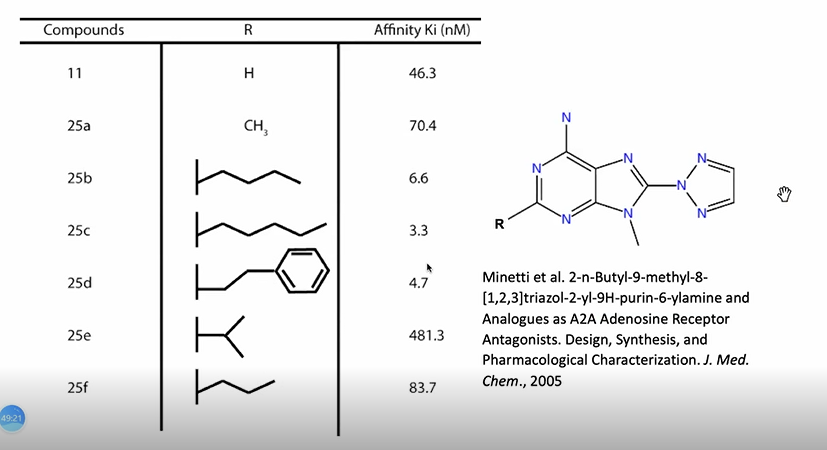 Compounds R Affinity Ki (nM)
11 H 46.3
25a CH₃ 70.4
25b 6.6
25c 3.3
25d 4.7
25e 481.3
25f 83.7
N
N N N
N
R N N N
Minetti et al. 2-n-Butyl-9-methyl-8-
[1,2,3]triazol-2-yl-9H-purin-6-ylamine and
Analogues as A2A Adenosine Receptor
Antagonists. Design, Synthesis, and
Pharmacological Characterization. J. Med.
Chem., 2005
49:21